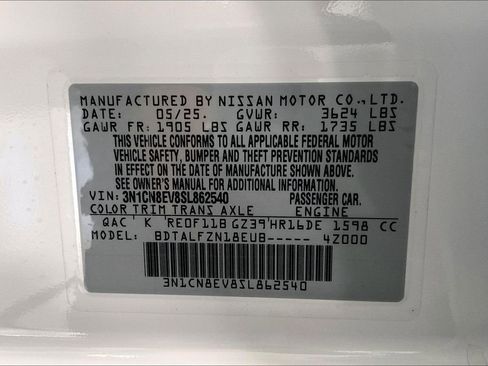 MANUFACTURED BY NISSAN MOTOR CO., LTD.
DATE: 05/25. GVWR: 3624 LBS
GAWR FR: 1905 LBS GAWR RR: 1735 LBS
THIS VEHICLE CONFORMS TO ALL APPLICABLE FEDERAL MOTOR
VEHICLE SAFETY, BUMPER AND THEFT PREVENTION STANDARDS
IN EFFECT ON THE DATE OF MANUFACTURE SHOWN ABOVE.
SEE OWNER'S MANUAL FOR ADDITIONAL INFORMATION.
VIN: 3N1CN8EV8SL862540 PASSENGER CAR.
COLOR TRIM TRANS AXLE ENGINE
QAC' K 'RE0F11B GZ39'HR16DE 1598 CC
MODEL: BDTALFZN18EU8----- 4Z000
3N1CN8EV8SL862540